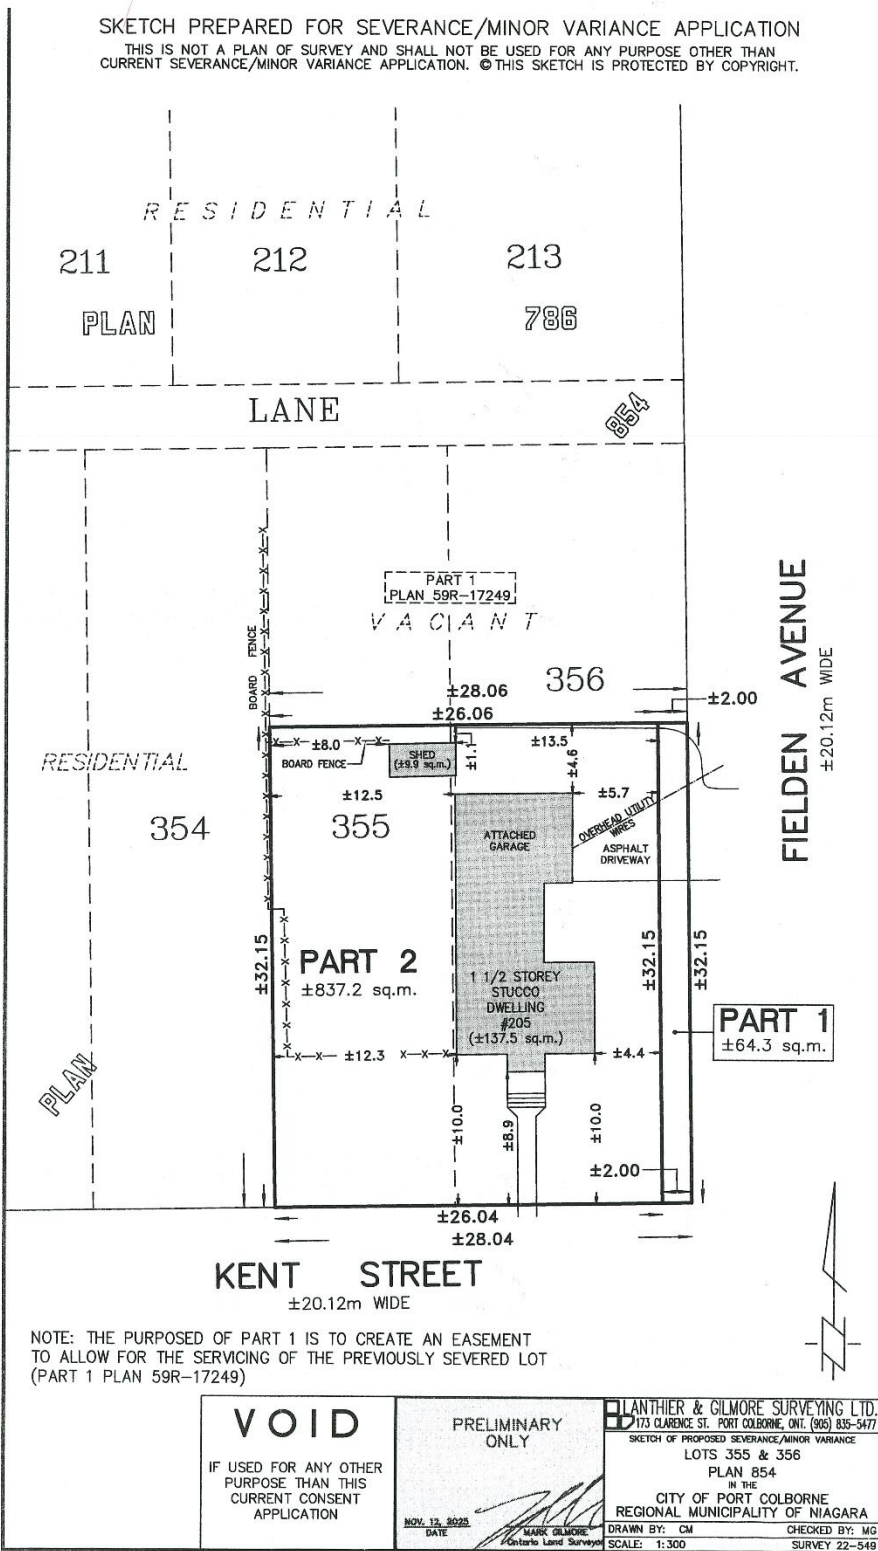 SKETCH PREPARED FOR SEVERANCE/MINOR VARIANCE APPLICATION
THIS IS NOT A PLAN OF SURVEY AND SHALL NOT BE USED FOR ANY PURPOSE OTHER THAN
CURRENT SEVERANCE/MINOR VARIANCE APPLICATION. © THIS SKETCH IS PROTECTED BY COPYRIGHT.
RESIDENTIAL
211
212
213
PLAN
786
LANE
854
PART 1
PLAN 59R-17249
VACANT
BOARD FENCE
356
±28.06
±26.06
±2.00
FIELDEN AVENUE
±20.12m WIDE
±8.0
BOARD FENCE
SHED
(±9.9 sq.m.)
±1.1
±13.5
±4.6
RESIDENTIAL
±12.5
±5.7
354
355
ATTACHED
GARAGE
OVERHEAD UTILITY
WIRES
ASPHALT
DRIVEWAY
±32.15
PART 2
±837.2 sq.m.
1 1/2 STOREY
STUCCO
DWELLING
#205
(±137.5 sq.m.)
±32.15
±32.15
PART 1
±64.3 sq.m.
±12.3
±4.4
PLAN
±10.0
±8.9
±10.0
±2.00
±26.04
±28.04
KENT STREET
±20.12m WIDE
NOTE: THE PURPOSED OF PART 1 IS TO CREATE AN EASEMENT
TO ALLOW FOR THE SERVICING OF THE PREVIOUSLY SEVERED LOT
(PART 1 PLAN 59R-17249)
VOID
IF USED FOR ANY OTHER
PURPOSE THAN THIS
CURRENT CONSENT
APPLICATION
PRELIMINARY
ONLY
NOV. 12, 2025
DATE
MARK GILMORE
Ontario Land Surveyor
LANTHIER & GILMORE SURVEYING LTD.
173 CLARENCE ST. PORT COLBORNE, ONT. (905) 835-5477
SKETCH OF PROPOSED SEVERANCE/MINOR VARIANCE
LOTS 355 & 356
PLAN 854
IN THE
CITY OF PORT COLBORNE
REGIONAL MUNICIPALITY OF NIAGARA
DRAWN BY: CM
CHECKED BY: MG
SCALE: 1:300
SURVEY 22-549